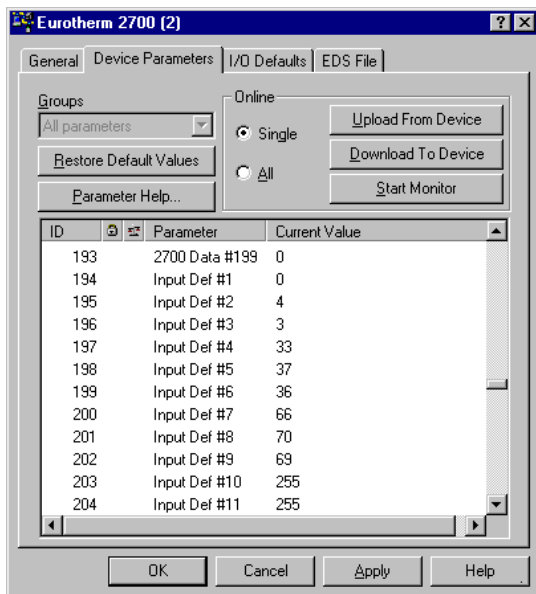 Eurotherm 2700 (2)
General Device Parameters I/O Defaults EDS File
Groups
All parameters
Restore Default Values
Parameter Help...
Online
Single
All
Upload From Device
Download To Device
Start Monitor
ID Parameter Current Value
193 2700 Data #199 0
194 Input Def #1 0
195 Input Def #2 4
196 Input Def #3 3
197 Input Def #4 33
198 Input Def #5 37
199 Input Def #6 36
200 Input Def #7 66
201 Input Def #8 70
202 Input Def #9 69
203 Input Def #10 255
204 Input Def #11 255
OK Cancel Apply Help